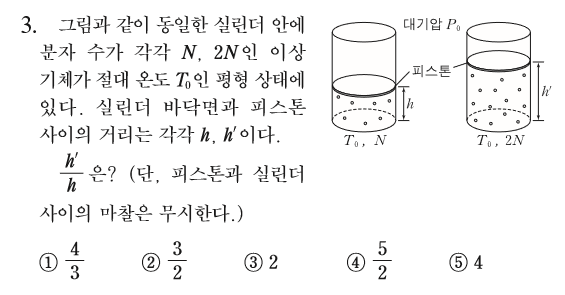 3. 그림과 같이 동일한 실린더 안에
분자 수가 각각 N, 2N인 이상
기체가 절대 온도 T₀인 평형 상태에
있다. 실린더 바닥면과 피스톤
사이의 거리는 각각 h, h′이다.
h′/h 은? (단, 피스톤과 실린더
사이의 마찰은 무시한다.)
대기압 P₀
피스톤
h
h′
T₀, N
T₀, 2N
① 4/3 ② 3/2 ③ 2 ④ 5/2 ⑤ 4